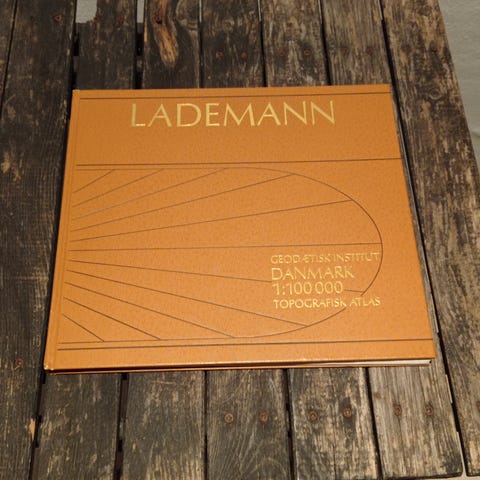 LADEMANN
GEODÆTISK INSTITUT
DANMARK
1:100 000
TOPOGRAFISK ATLAS